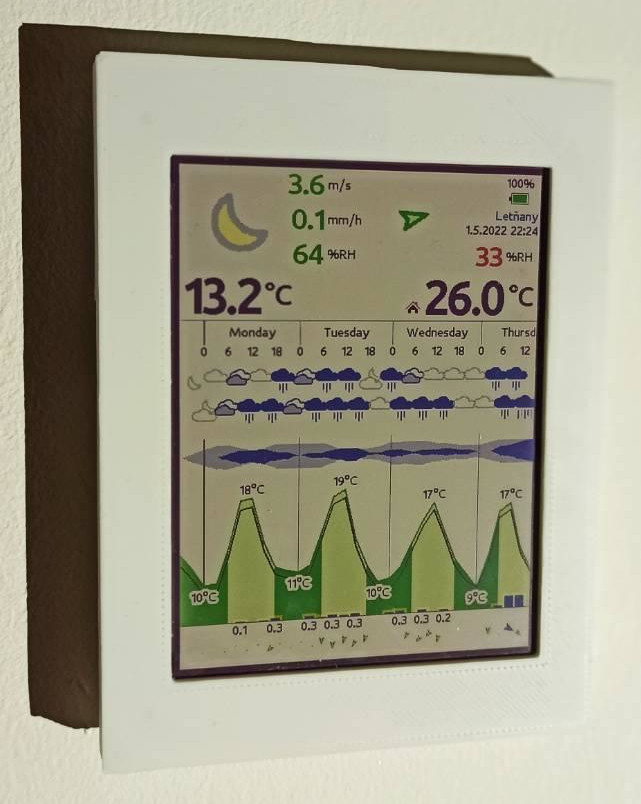 3.6 m/s
100%
0.1 mm/h
Letňany
1.5.2022 22:24
64 %RH
33 %RH
13.2°C
26.0°C
Monday Tuesday Wednesday Thursd
0 6 12 18 0 6 12 18 0 6 12 18 0 6 12
18°C 19°C 17°C 17°C
10°C 11°C 10°C 9°C
0.1 0.3 0.3 0.3 0.3 0.3 0.3 0.2